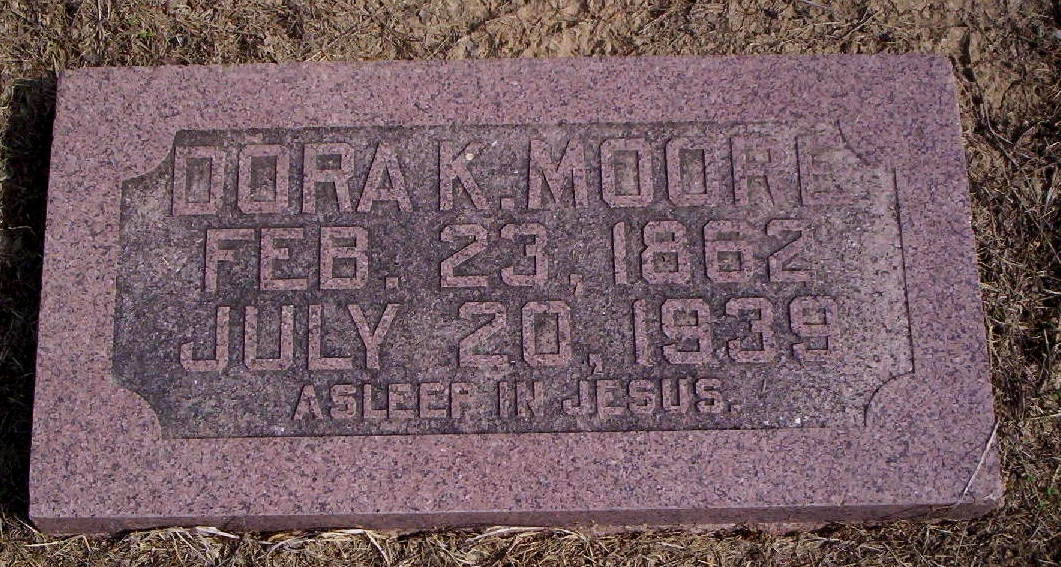 DORA K. MOORE
FEB. 23, 1862
JULY 20, 1939
ASLEEP IN JESUS.